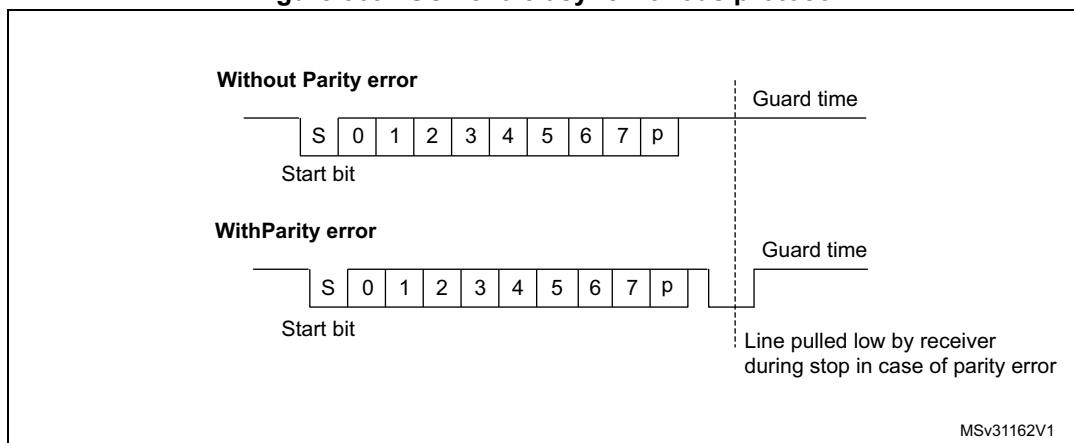 Without Parity error
Guard time
S 0 1 2 3 4 5 6 7 p
Start bit
WithParity error
Guard time
S 0 1 2 3 4 5 6 7 p
Start bit
Line pulled low by receiver
during stop in case of parity error
MSv31162V1